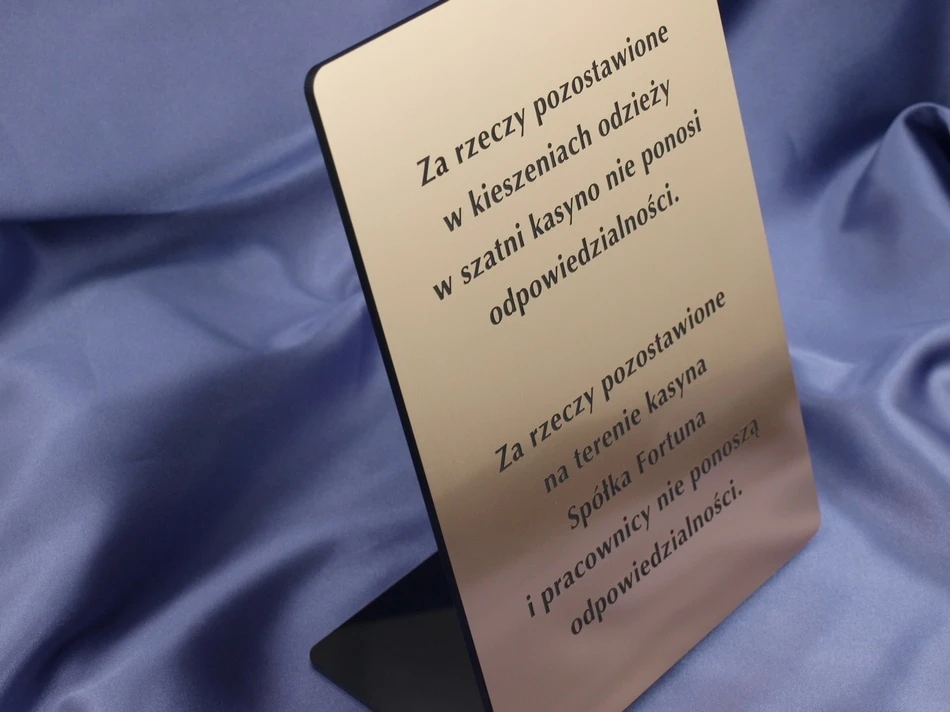 Za rzeczy pozostawione
w kieszeniach odzieży
w szatni kasyno nie ponosi
odpowiedzialności.
Za rzeczy pozostawione
na terenie kasyna
Spółka Fortuna
i pracownicy nie ponoszą
odpowiedzialności.